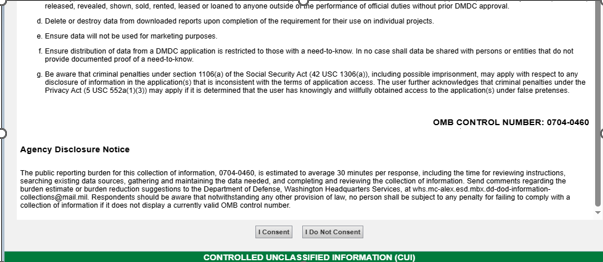 released, revealed, shown, sold, rented, leased or loaned to anyone outside of the performance of official duties without prior DMDC approval.
d. Delete or destroy data from downloaded reports upon completion of the requirement for their use on individual projects.
e. Ensure data will not be used for marketing purposes.
f. Ensure distribution of data from a DMDC application is restricted to those with a need-to-know. In no case shall data be shared with persons or entities that do not
provide documented proof of a need-to-know.
g. Be aware that criminal penalties under section 1106(a) of the Social Security Act (42 USC 1306(a)), including possible imprisonment, may apply with respect to any
disclosure of information in the application(s) that is inconsistent with the terms of application access. The user further acknowledges that criminal penalties under the
Privacy Act (5 USC 552a(1)(3)) may apply if it is determined that the user has knowingly and willfully obtained access to the application(s) under false pretenses.
OMB CONTROL NUMBER: 0704-0460
Agency Disclosure Notice
The public reporting burden for this collection of information, 0704-0460, is estimated to average 30 minutes per response, including the time for reviewing instructions,
searching existing data sources, gathering and maintaining the data needed, and completing and reviewing the collection of information. Send comments regarding the
burden estimate or burden reduction suggestions to the Department of Defense, Washington Headquarters Services, at whs.mc-alex.esd.mbx.dd-dod-information-
collections@mail.mil. Respondents should be aware that notwithstanding any other provision of law, no person shall be subject to any penalty for failing to comply with a
collection of information if it does not display a currently valid OMB control number.
I Consent
I Do Not Consent
CONTROLLED UNCLASSIFIED INFORMATION (CUI)